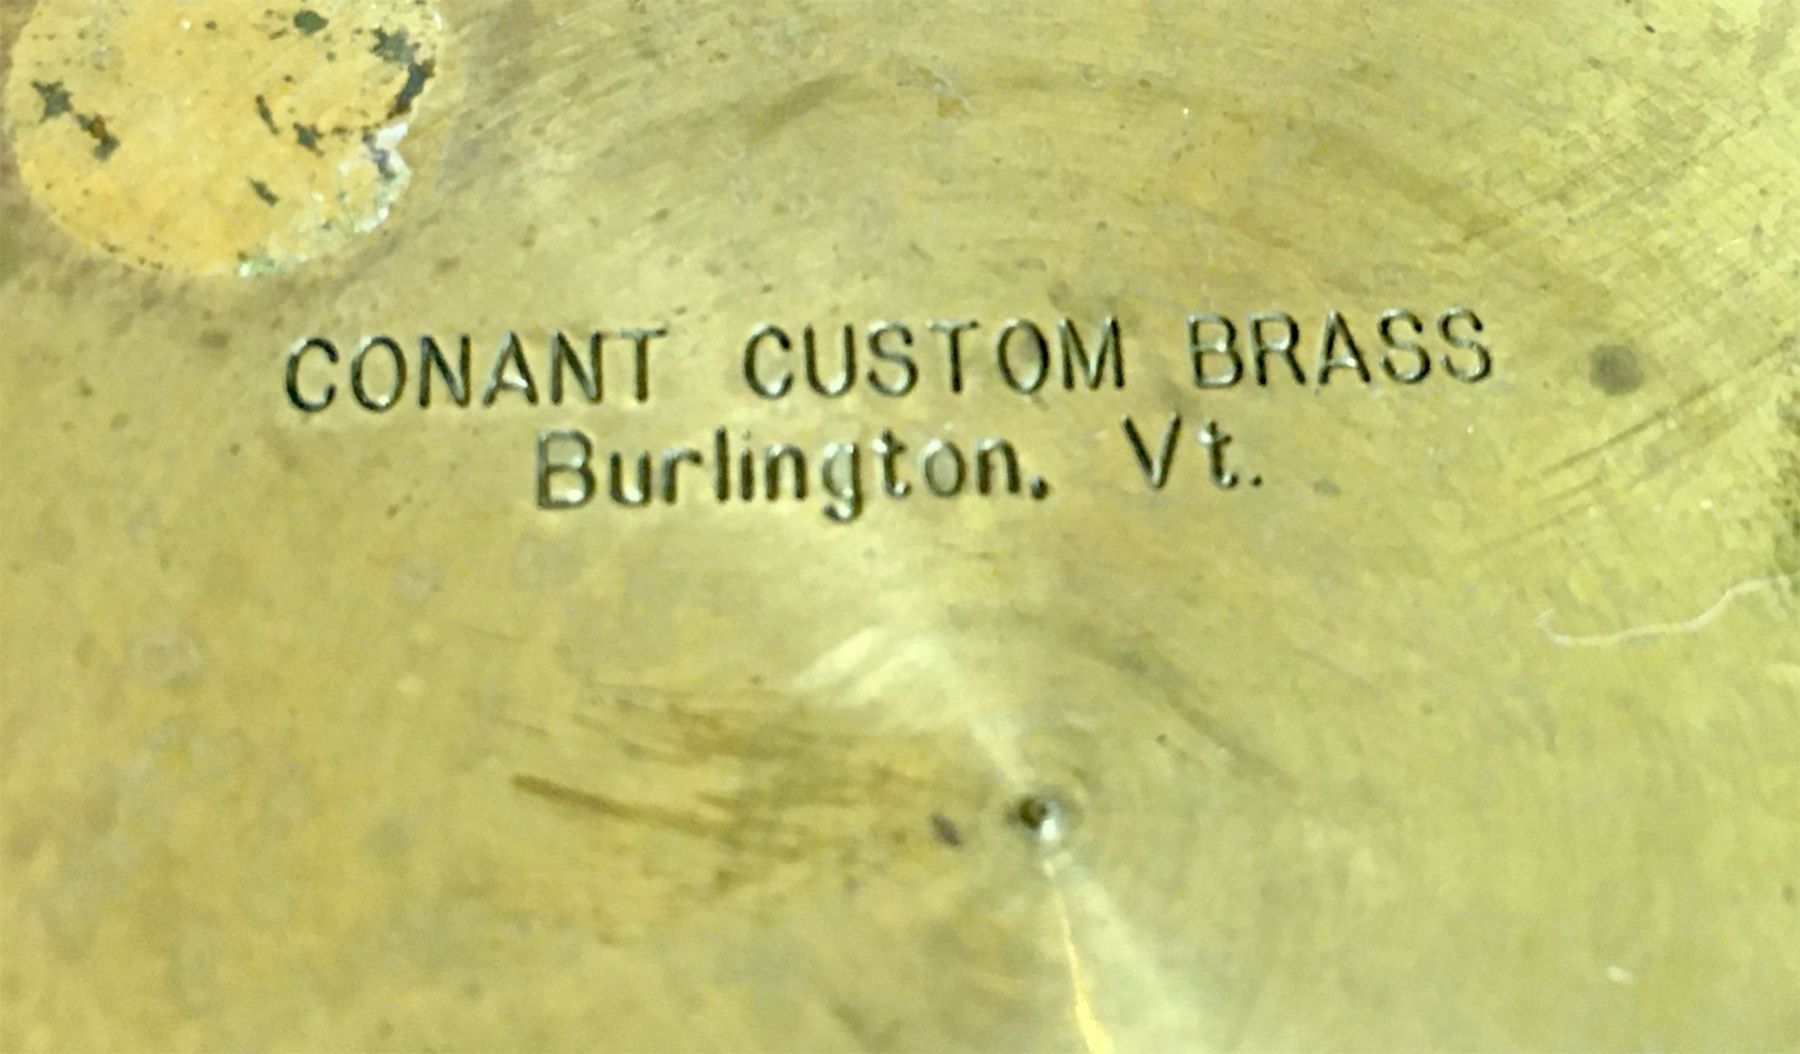 CONANT CUSTOM BRASS
Burlington. Vt.